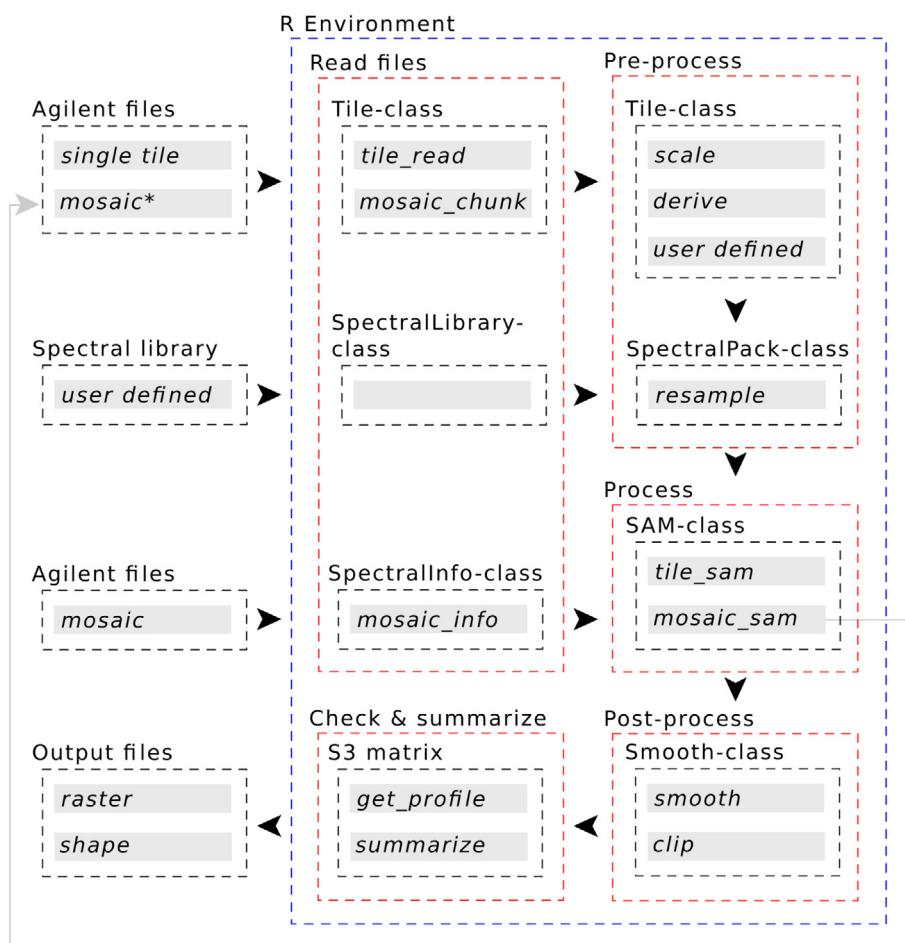 R Environment
Read files
Pre-process
Agilent files
Tile-class
Tile-class
single tile
tile_read
scale
mosaic*
mosaic_chunk
derive
user defined
SpectralLibrary-
class
Spectral library
SpectralPack-class
user defined
resample
Process
SAM-class
Agilent files
SpectralInfo-class
tile_sam
mosaic
mosaic_info
mosaic_sam
Check & summarize
Post-process
Output files
S3 matrix
Smooth-class
raster
get_profile
smooth
shape
summarize
clip